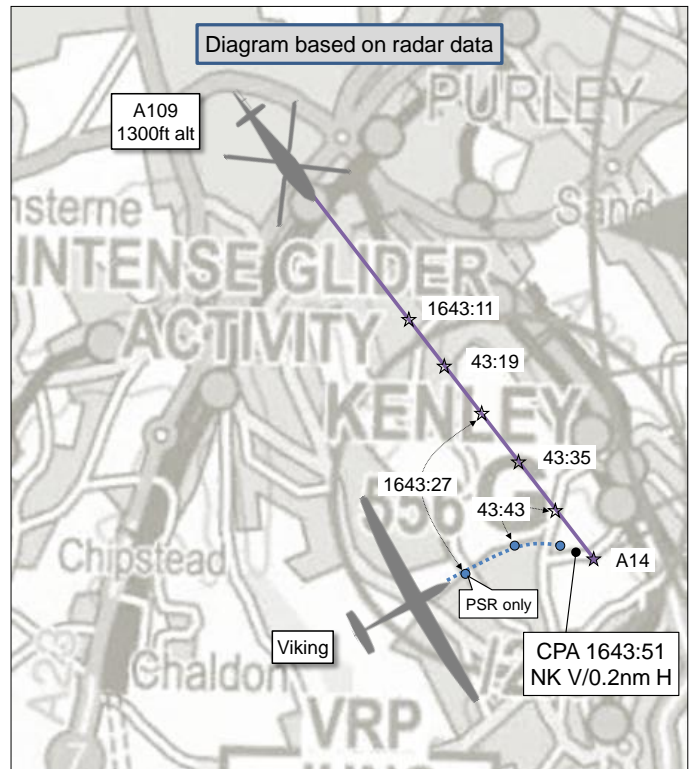 Diagram based on radar data
A109
1300ft alt
PURLEY
nsterne
Sand
INTENSE GLIDER
ACTIVITY
1643:11
43:19
KENLEY
43:35
1643:27
43:43
Chipstead
A14
PSR only
Viking
CPA 1643:51
NK V/0.2nm H
Chaldon
A23
VRP
7